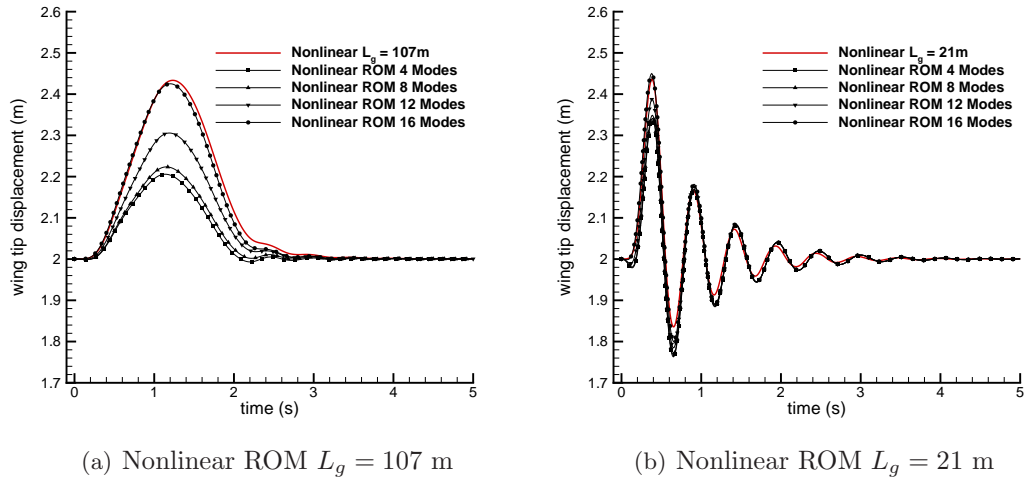 2.6
2.5
2.4
2.3
2.2
2.1
2
1.9
1.8
1.7
wing tip displacement (m)
0 1 2 3 4 5
time (s)
Nonlinear Lg = 107m
Nonlinear ROM 4 Modes
Nonlinear ROM 8 Modes
Nonlinear ROM 12 Modes
Nonlinear ROM 16 Modes
(a) Nonlinear ROM Lg = 107 m
2.6
2.5
2.4
2.3
2.2
2.1
2
1.9
1.8
1.7
wing tip displacement (m)
0 1 2 3 4 5
time (s)
Nonlinear Lg = 21m
Nonlinear ROM 4 Modes
Nonlinear ROM 8 Modes
Nonlinear ROM 12 Modes
Nonlinear ROM 16 Modes
(b) Nonlinear ROM Lg = 21 m